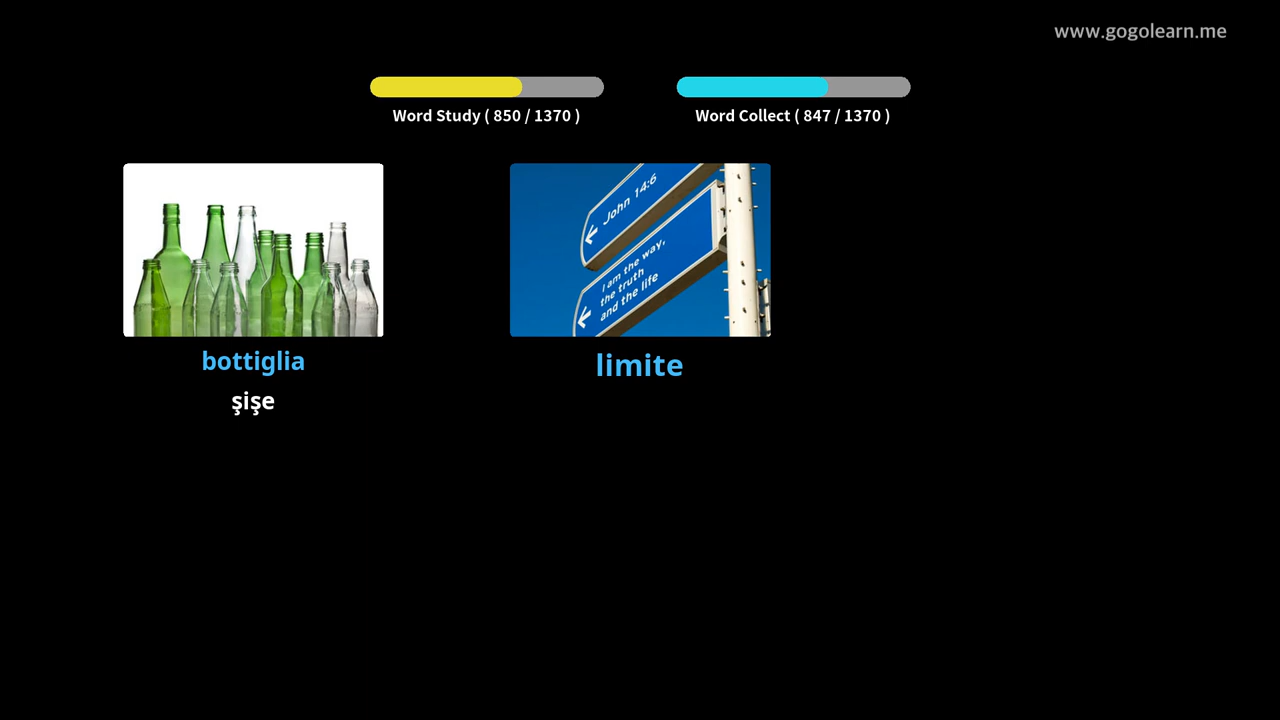 www.gogolearn.me
Word Study ( 850 / 1370 )
Word Collect ( 847 / 1370 )
John 14:6
I am the way,
the truth
and the life
bottiglia
şişe
limite